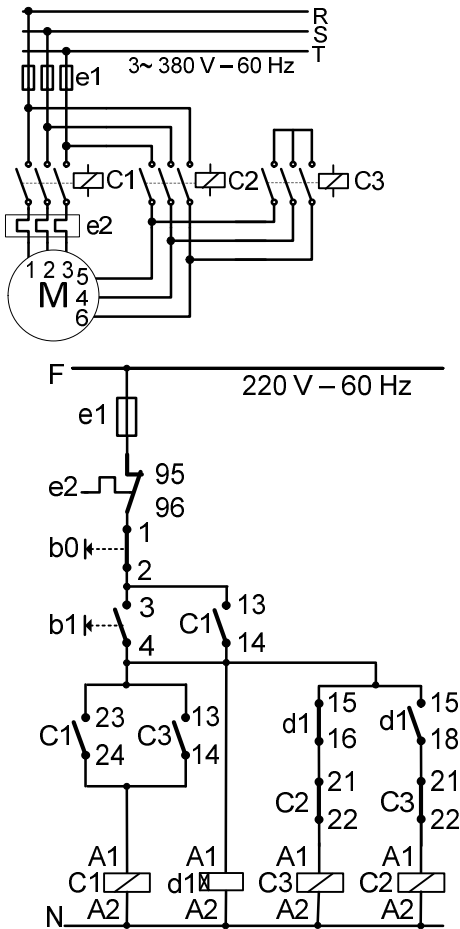 R
S
T
3~ 380 V – 60 Hz
e1
C1 C2 C3
e2
1 2 3 5
M 4
6
F
220 V – 60 Hz
e1
95
e2
96
1
b0
2
3 13
b1 C1
4 14
23 13 15 15
C1 C3 d1 d1
24 14 16 18
21 21
C2 C3
22 22
A1 A1 A1 A1
C1 d1 C3 C2
A2 A2 A2 A2
N